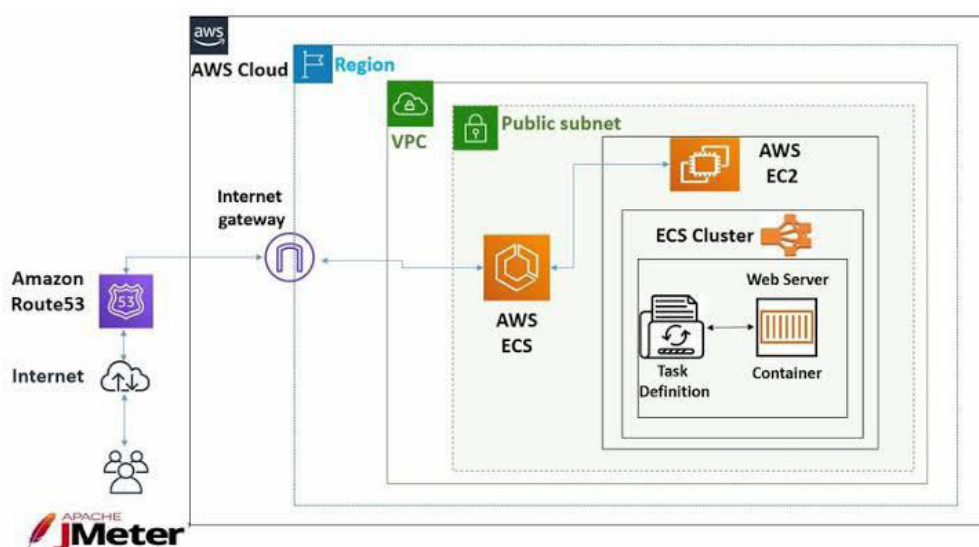 aws
AWS Cloud
Region
VPC
Public subnet
AWS
EC2
Internet
gateway
ECS Cluster
Web Server
Amazon
Route53
53
AWS
ECS
Task
Definition
Container
Internet
APACHE
JMeter